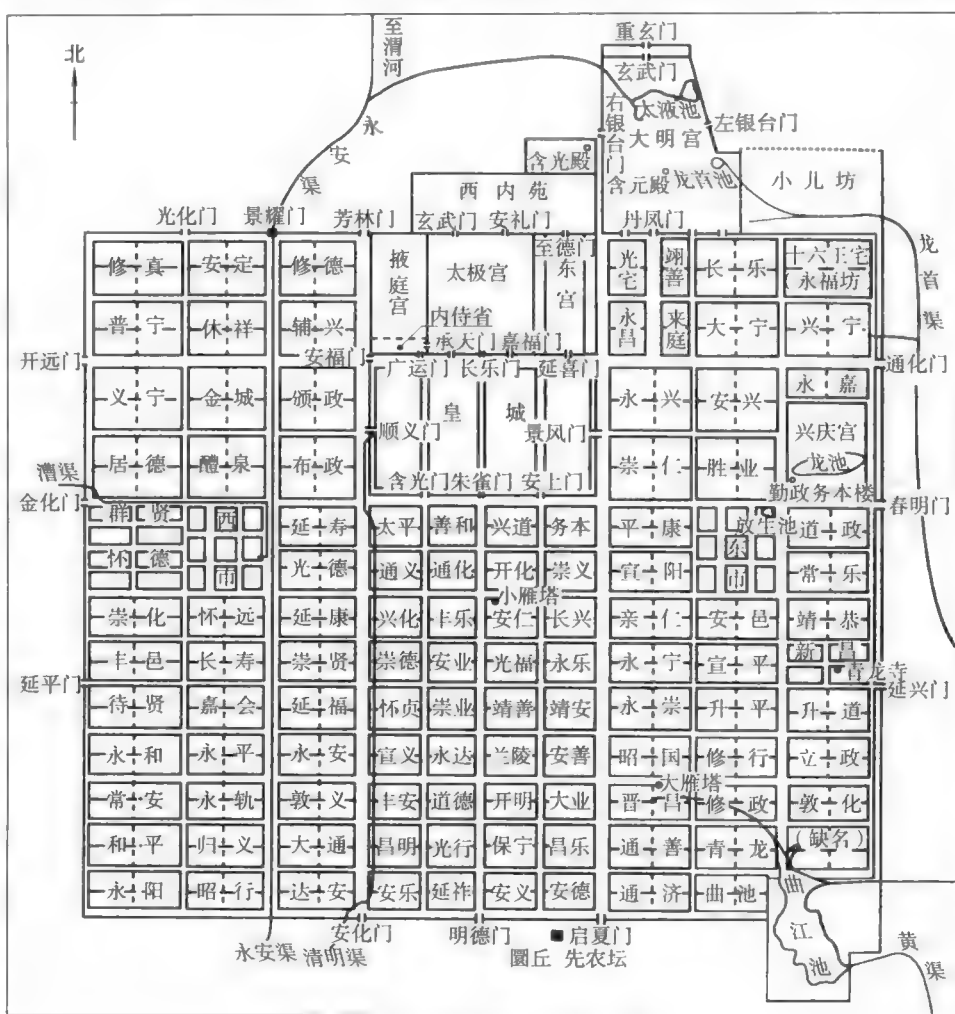 重玄门
至渭河
北
玄武门
太液池
右银台门
左银台门
大明宫
永安渠
含光殿
含元殿
龙首池
小儿坊
西内苑
光化门 景耀门 芳林门 玄武门 安礼门 丹凤门
至德门
龙首渠
修真 安定 修德 掖庭宫 太极宫 东宫 光宅 翊善 长乐 十六王宅
永福坊
内侍省
普宁 休祥 辅兴 永昌 来庭 大宁 兴宁
承天门 嘉福门
开远门 安福门 广运门 长乐门 延喜门 通化门
永嘉
义宁 金城 颁政 皇城 永兴 安兴 兴庆宫
顺义门 景风门
龙池
居德 醴泉 布政 崇仁 胜业
漕渠
含光门 朱雀门 安上门 勤政务本楼
金化门 春明门
群贤 西市 延寿 太平 善和 兴道 务本 平康 东市 放生池 道政
怀德 光德 通义 通化 开化 崇义 宣阳 常乐
小雁塔
崇化 怀远 延康 兴化 丰乐 安仁 长兴 亲仁 安邑 靖恭
丰邑 长寿 崇贤 崇德 安业 光福 永乐 永宁 宣平 新昌
青龙寺
延平门 延兴门
待贤 嘉会 延福 怀贞 崇业 靖善 靖安 永崇 升平 升道
永和 永平 永安 宣义 永达 兰陵 安善 昭国 修行 立政
大雁塔
常安 永轨 敦义 丰安 道德 开明 大业 晋昌 修政 敦化
和平 归义 大通 昌明 光行 保宁 昌乐 通善 青龙 (缺名)
永阳 昭行 达安 安乐 延祚 安义 安德 通济 曲池 曲江池
安化门 明德门 启夏门
永安渠 清明渠 圜丘 先农坛 黄渠